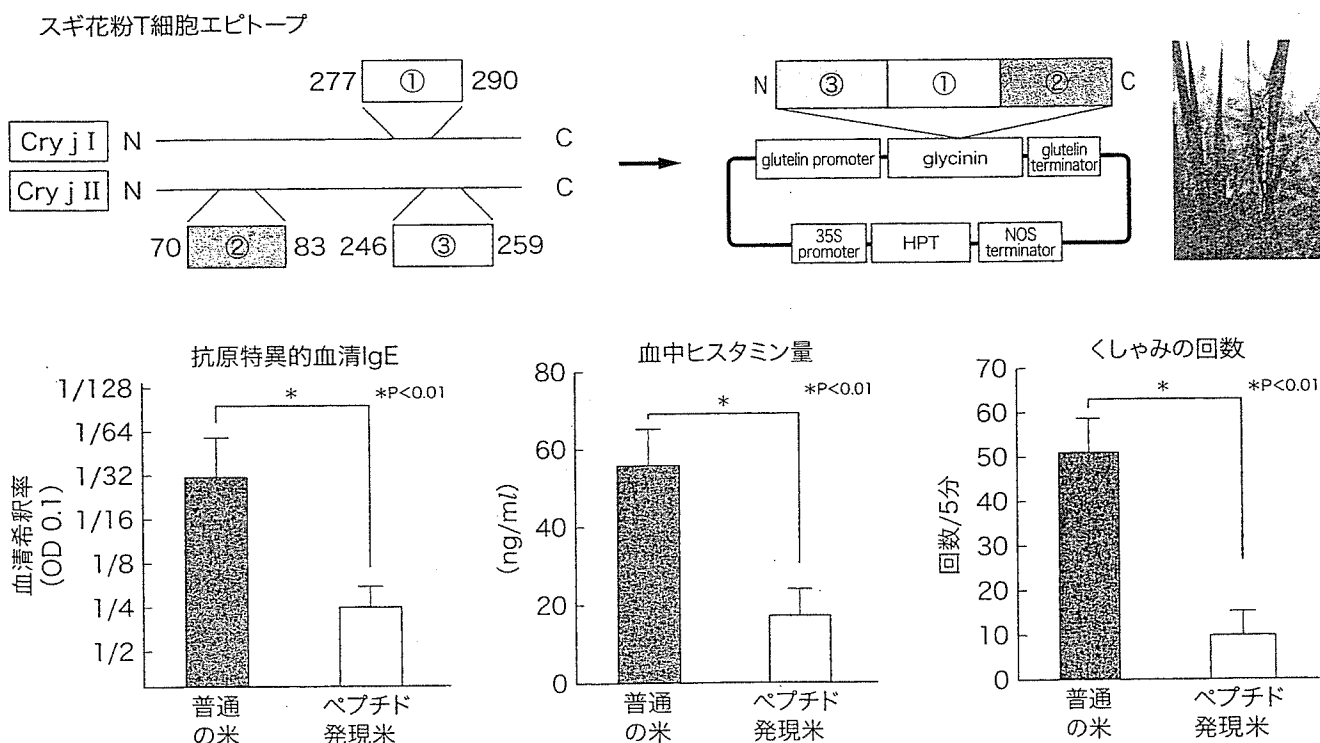 スギ花粉T細胞エピトープ
277 ① 290
Cry j I N C
Cry j II N C
70 ② 83 246 ③ 259
N ③ ① ② C
glutelin promoter glycinin glutelin terminator
35S promoter HPT NOS terminator
抗原特異的血清IgE
*P<0.01
*
血清希釈率
(OD 0.1)
1/128
1/64
1/32
1/16
1/8
1/4
1/2
普通
の米
ペプチド
発現米
血中ヒスタミン量
*P<0.01
*
(ng/ml)
80
60
40
20
0
普通
の米
ペプチド
発現米
くしゃみの回数
*P<0.01
*
回数/5分
70
60
50
40
30
20
10
0
普通
の米
ペプチド
発現米